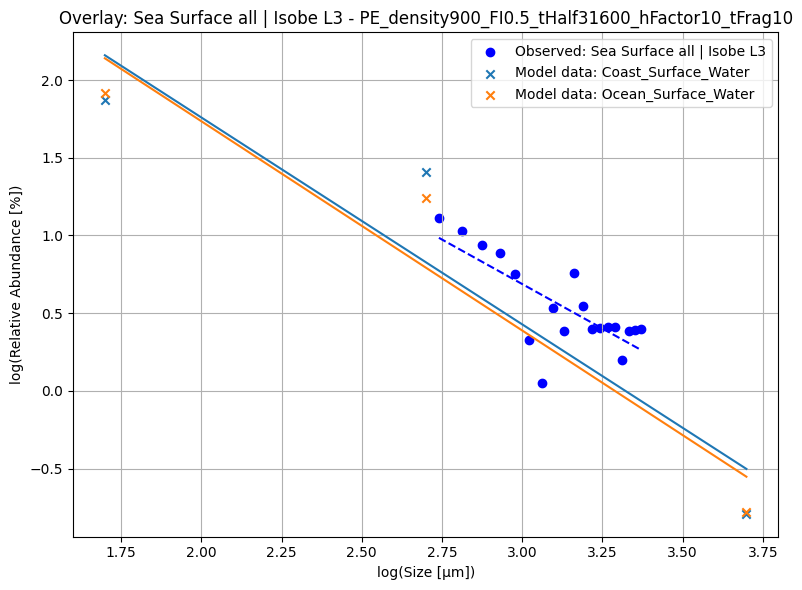 Overlay: Sea Surface all | Isobe L3 - PE_density900_FI0.5_tHalf31600_hFactor10_tFrag10
Observed: Sea Surface all | Isobe L3
Model data: Coast_Surface_Water
Model data: Ocean_Surface_Water
log(Relative Abundance [%])
2.0
1.5
1.0
0.5
0.0
−0.5
1.75 2.00 2.25 2.50 2.75 3.00 3.25 3.50 3.75
log(Size [μm])